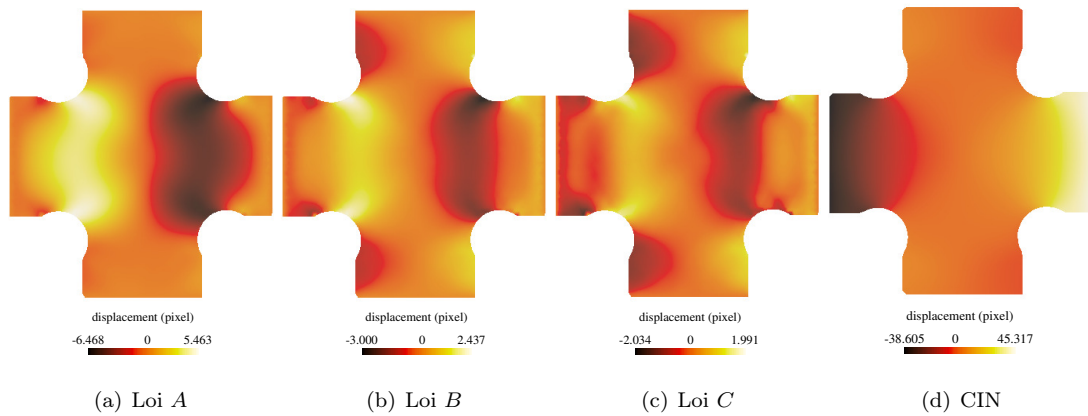 displacement (pixel) displacement (pixel) displacement (pixel) displacement (pixel)
-6.468 0 5.463 -3.000 0 2.437 -2.034 0 1.991 -38.605 0 45.317
(a) Loi A (b) Loi B (c) Loi C (d) CIN